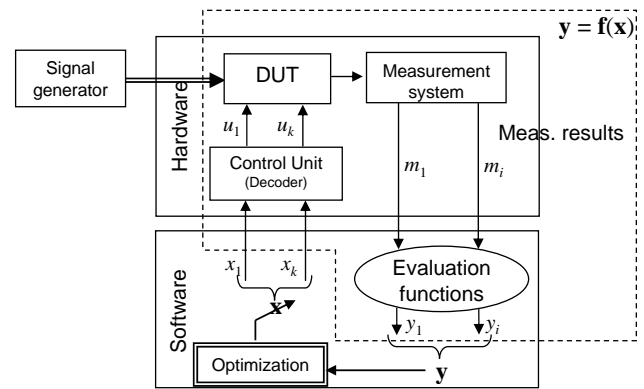 y = f(x)
Signal
generator
Hardware
DUT
Measurement
system
u1
uk
Meas. results
Control Unit
(Decoder)
m1
mi
x1
xk
Evaluation
functions
x
Software
y1
yi
Optimization
y